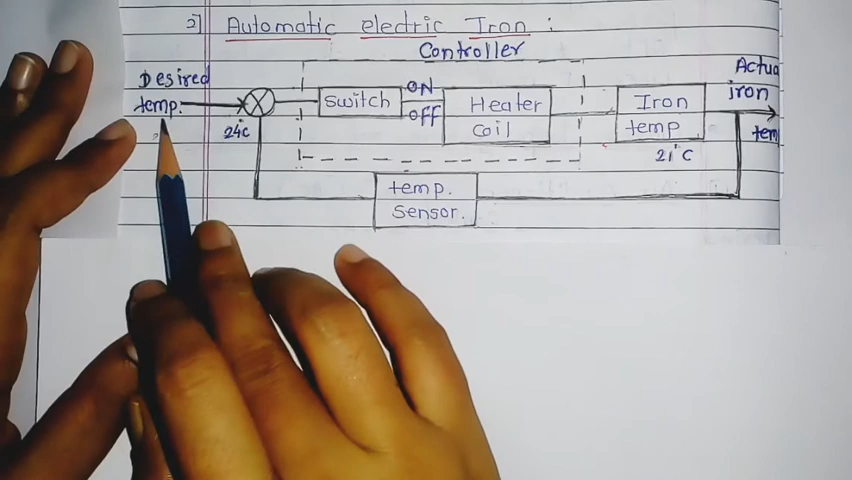 2] Automatic electric Iron :
Controller
Desired
temp.
24°C
Switch
ON
OFF
Heater
coil
Iron
temp
21°C
Actua
iron
tem
temp.
sensor.